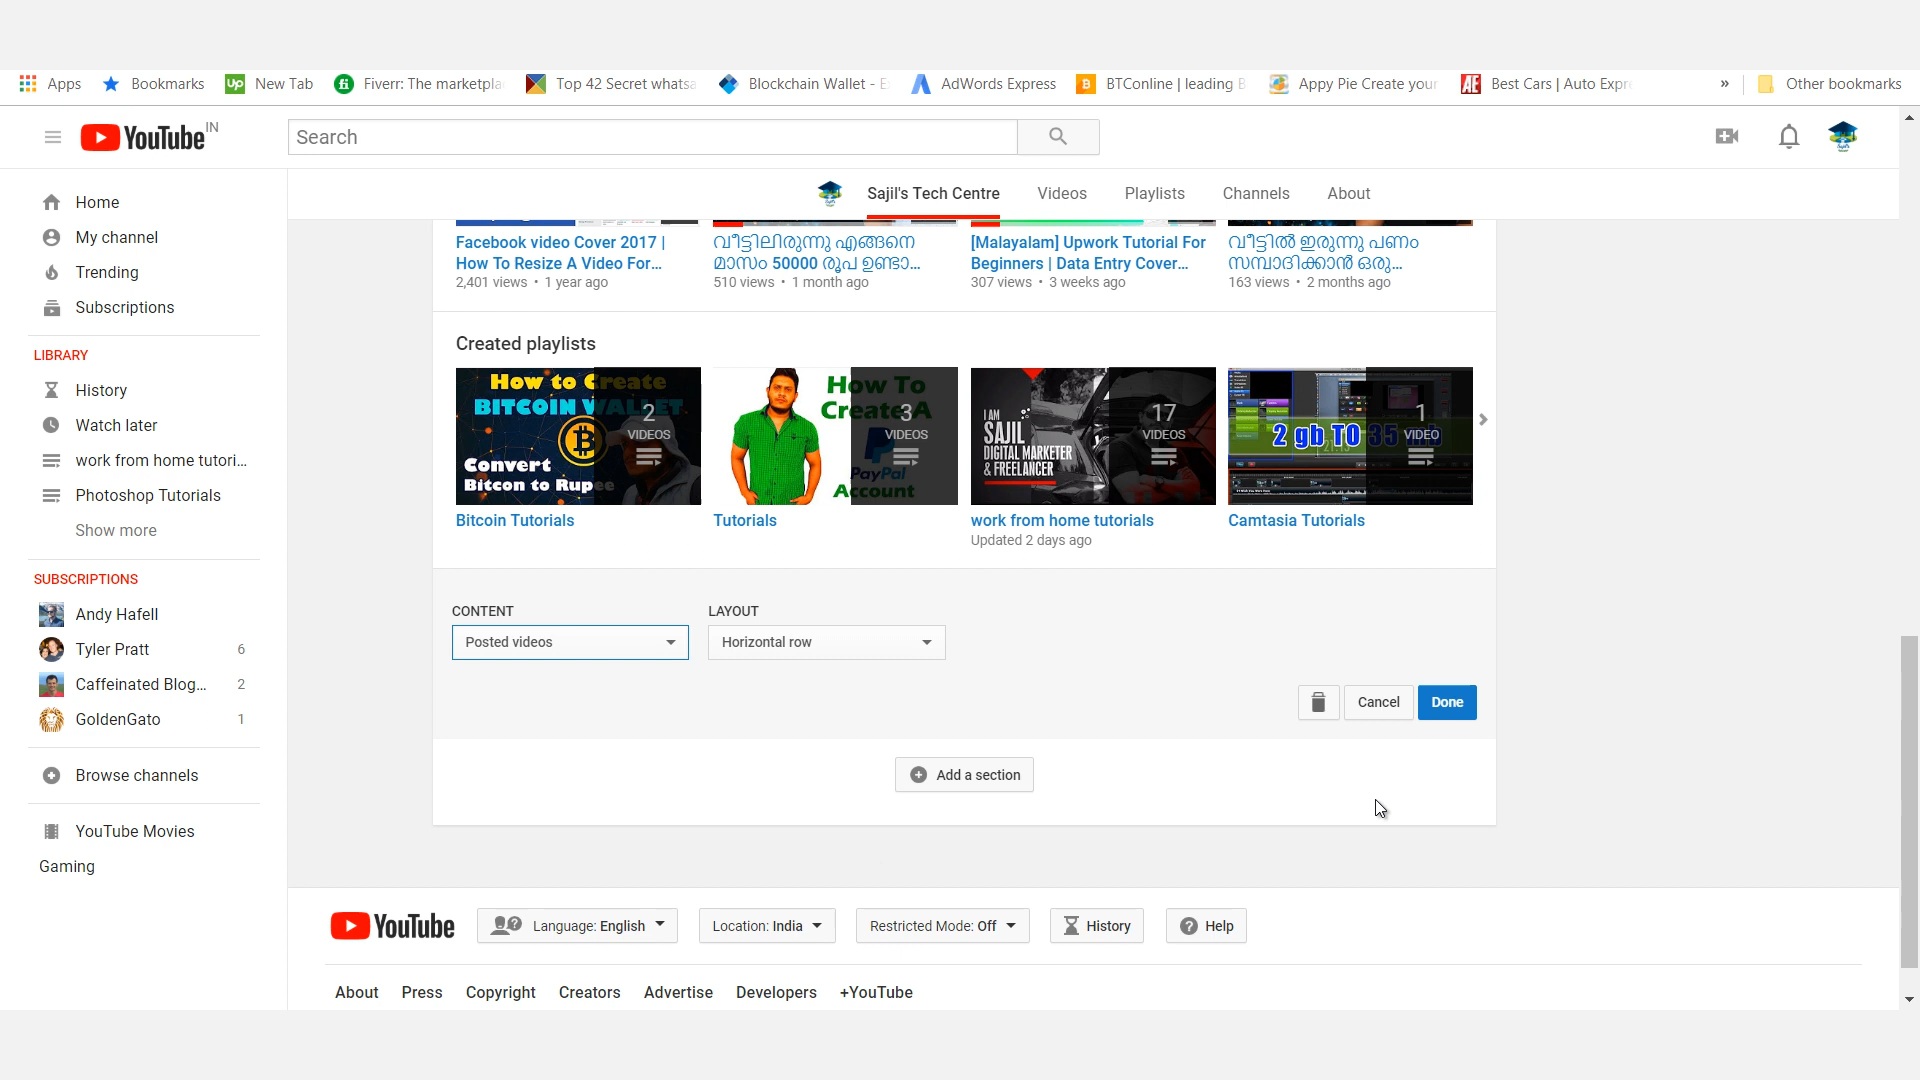 Apps
Bookmarks
New Tab
Fiverr: The marketpla
Top 42 Secret whatsa
Blockchain Wallet - E
AdWords Express
BTConline | leading B
Appy Pie Create your
Best Cars | Auto Expre
»
Other bookmarks
YouTube IN
Search
Sajil's Tech Centre
Videos
Playlists
Channels
About
Home
My channel
Trending
Subscriptions
LIBRARY
History
Watch later
work from home tutori...
Photoshop Tutorials
Show more
SUBSCRIPTIONS
Andy Hafell
Tyler Pratt 6
Caffeinated Blog... 2
GoldenGato 1
Browse channels
YouTube Movies
Gaming
Facebook video Cover 2017 |
How To Resize A Video For...
2,401 views • 1 year ago
വീട്ടിലിരുന്നു എങ്ങനെ
മാസം 50000 രൂപ ഉണ്ടാ...
510 views • 1 month ago
[Malayalam] Upwork Tutorial For
Beginners | Data Entry Cover...
307 views • 3 weeks ago
വീട്ടിൽ ഇരുന്നു പണം
സമ്പാദിക്കാൻ ഒരു...
163 views • 2 months ago
Created playlists
How to Create
BITCOIN WALLET
Convert
Bitcon to Rupee
2
VIDEOS
Bitcoin Tutorials
How To
Create A
PayPal
Account
3
VIDEOS
Tutorials
I AM
SAJIL
DIGITAL MARKETER
& FREELANCER
17
VIDEOS
work from home tutorials
Updated 2 days ago
2 gb TO 35 mb
1
VIDEO
Camtasia Tutorials
CONTENT
Posted videos
LAYOUT
Horizontal row
Cancel
Done
Add a section
YouTube
Language: English
Location: India
Restricted Mode: Off
History
Help
About
Press
Copyright
Creators
Advertise
Developers
+YouTube